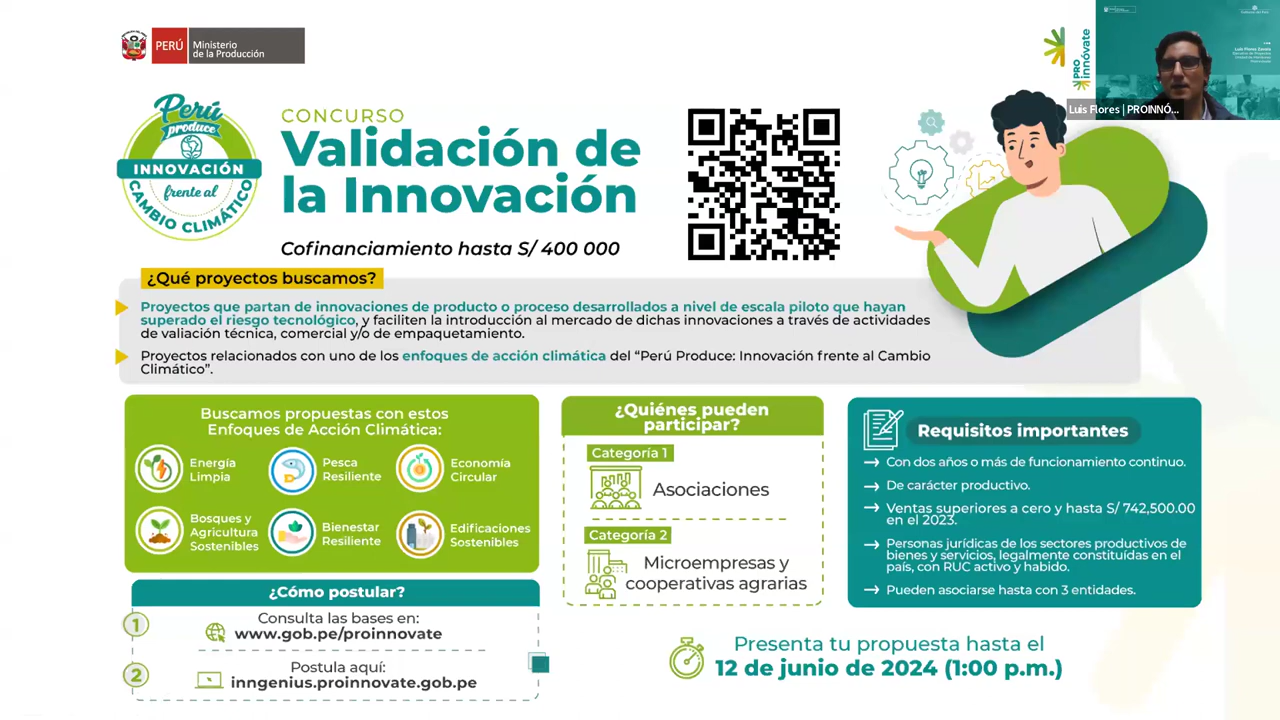 PERÚ
Ministerio
de la Producción
PRO
innóvate
Luis Flores Zavala
Luis Flores | PROINNÓ...
Perú
produce
INNOVACIÓN
frente al
CAMBIO CLIMÁTICO
CONCURSO
Validación de
la Innovación
Cofinanciamiento hasta S/ 400 000
¿Qué proyectos buscamos?
Proyectos que partan de innovaciones de producto o proceso desarrollados a nivel de escala piloto que hayan
superado el riesgo tecnológico, y faciliten la introducción al mercado de dichas innovaciones a través de actividades
de valiación técnica, comercial y/o de empaquetamiento.
Proyectos relacionados con uno de los enfoques de acción climática del “Perú Produce: Innovación frente al Cambio
Climático”.
Buscamos propuestas con estos
Enfoques de Acción Climática:
Energía
Limpia
Pesca
Resiliente
Economía
Circular
Bosques y
Agricultura
Sostenibles
Bienestar
Resiliente
Edificaciones
Sostenibles
¿Cómo postular?
1
Consulta las bases en:
www.gob.pe/proinnovate
2
Postula aquí:
inngenius.proinnovate.gob.pe
¿Quiénes pueden
participar?
Categoría 1
Asociaciones
Categoría 2
Microempresas y
cooperativas agrarias
Requisitos importantes
Con dos años o más de funcionamiento continuo.
De carácter productivo.
Ventas superiores a cero y hasta S/ 742,500.00
en el 2023.
Personas jurídicas de los sectores productivos de
bienes y servicios, legalmente constituídas en el
país, con RUC activo y habido.
Pueden asociarse hasta con 3 entidades.
Presenta tu propuesta hasta el
12 de junio de 2024 (1:00 p.m.)